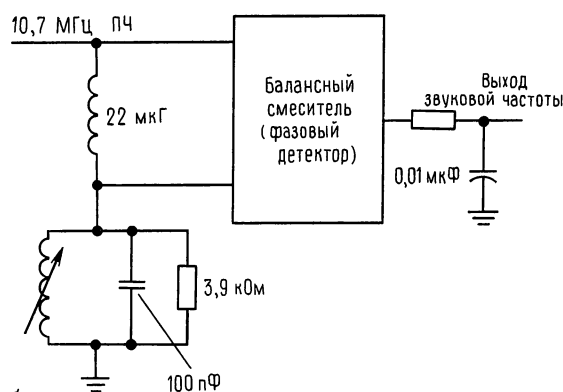 10,7 МГц ПЧ
22 мкГ
Балансный
смеситель
(фазовый
детектор)
Выход
звуковой частоты
0,01 мкФ
3,9 кОм
100 пФ